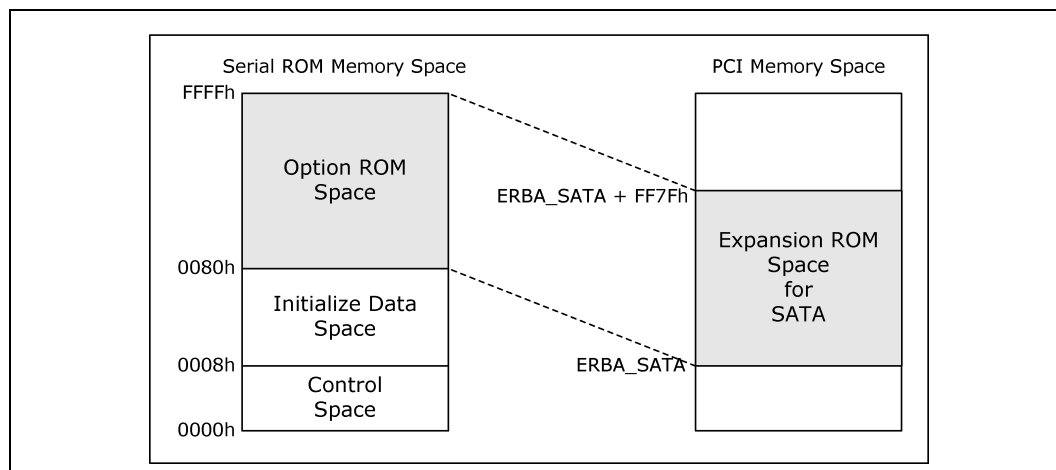 Serial ROM Memory Space
FFFFh
Option ROM
Space
0080h
Initialize Data
Space
0008h
Control
Space
0000h
PCI Memory Space
ERBA_SATA + FF7Fh
Expansion ROM
Space
for
SATA
ERBA_SATA